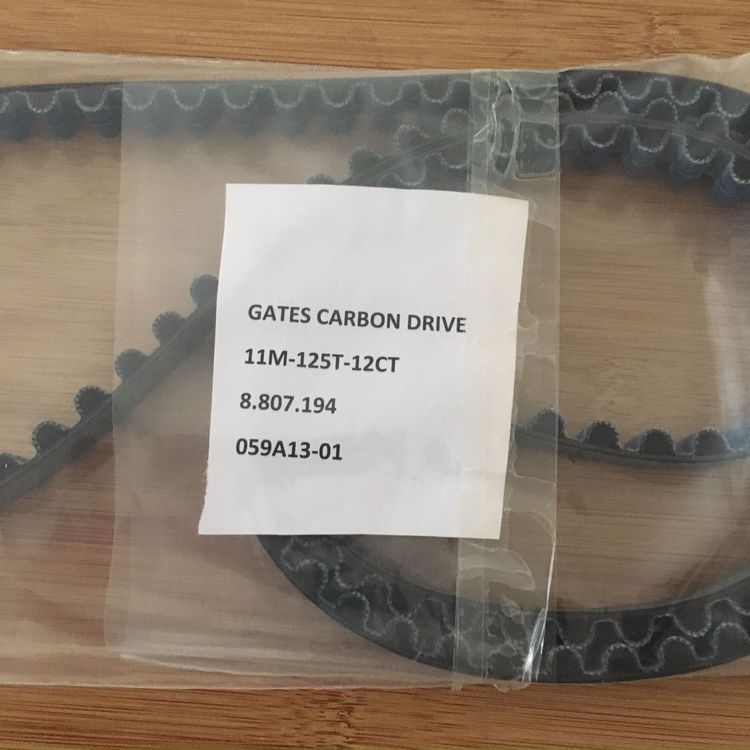 GATES CARBON DRIVE
11M-125T-12CT
8.807.194
059A13-01